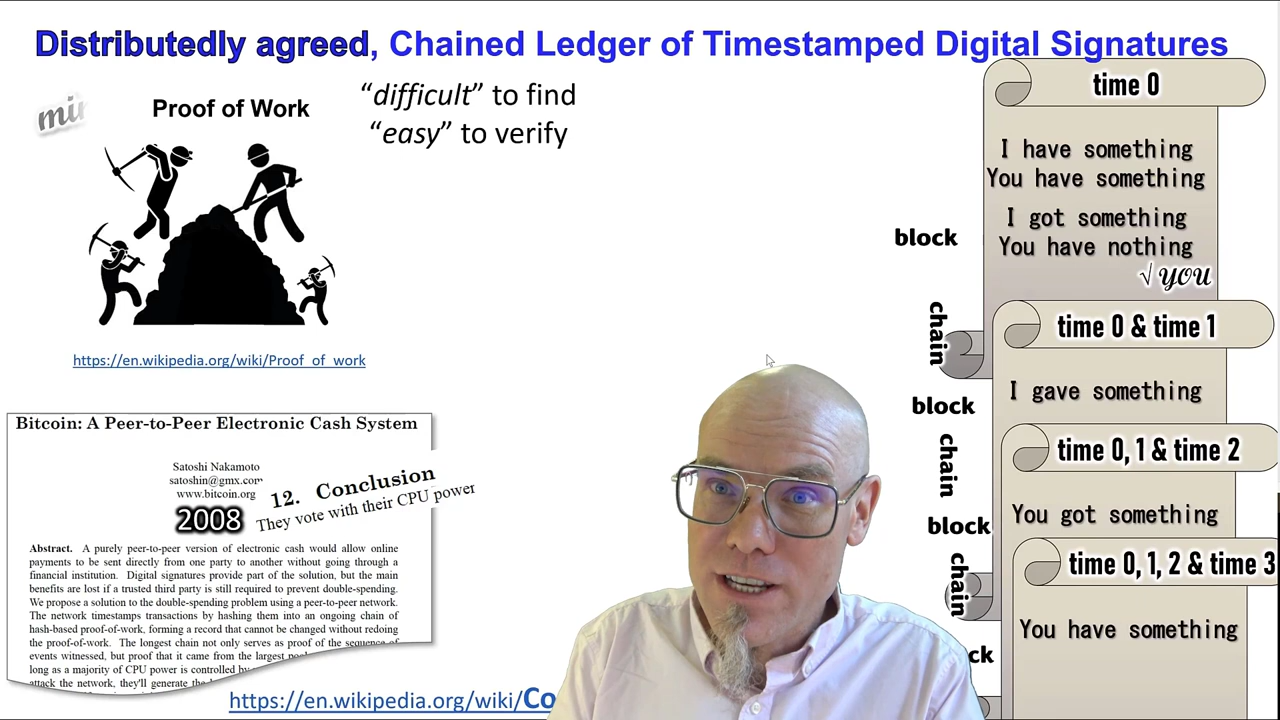 Distributedly agreed, Chained Ledger of Timestamped Digital Signatures
Proof of Work
“difficult” to find
“easy” to verify
https://en.wikipedia.org/wiki/Proof_of_work
Bitcoin: A Peer-to-Peer Electronic Cash System
Satoshi Nakamoto
satoshin@gmx.com
www.bitcoin.org
2008
12. Conclusion
They vote with their CPU power
Abstract. A purely peer-to-peer version of electronic cash would allow online
payments to be sent directly from one party to another without going through a
financial institution. Digital signatures provide part of the solution, but the main
benefits are lost if a trusted third party is still required to prevent double-spending.
We propose a solution to the double-spending problem using a peer-to-peer network.
The network timestamps transactions by hashing them into an ongoing chain of
hash-based proof-of-work, forming a record that cannot be changed without redoing
the proof-of-work. The longest chain not only serves as proof of the sequence of
events witnessed, but proof that it came from the largest
long as a majority of CPU power is controlled
attack the network, they'll generate
https://en.wikipedia.org/wiki/Co
time 0
I have something
You have something
I got something
You have nothing
√ YOU
block
chain
time 0 & time 1
I gave something
block
chain
time 0, 1 & time 2
You got something
block
chain
time 0, 1, 2 & time 3
You have something
ck